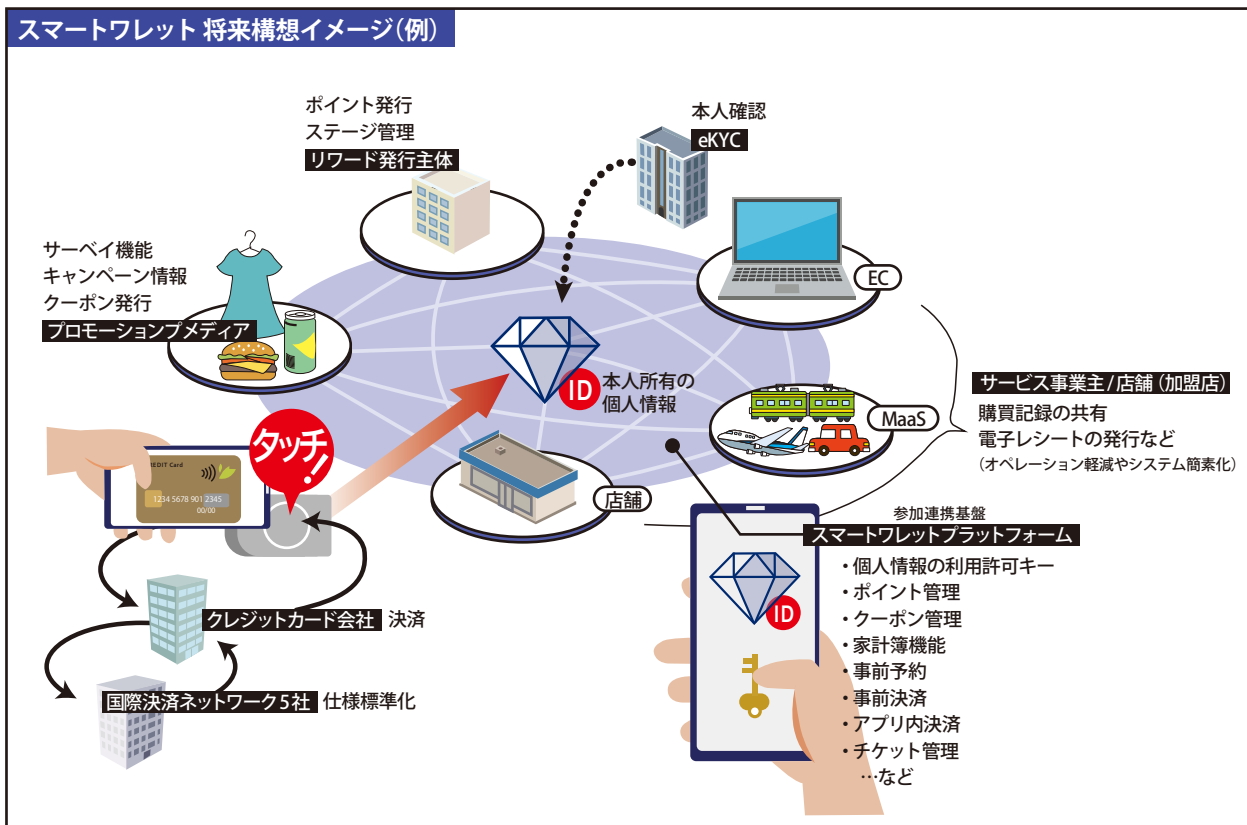 スマートワレット 将来構想イメージ(例)
ポイント発行
ステージ管理
リワード発行主体
本人確認
eKYC
サーベイ機能
キャンペーン情報
クーポン発行
プロモーションプメディア
EC
ID
本人所有の
個人情報
MaaS
サービス事業主/店舗(加盟店)
購買記録の共有
電子レシートの発行など
(オペレーション軽減やシステム簡素化)
タッチ!
CREDIT Card
1234 5678 901 2345
00/00
店舗
参加連携基盤
スマートワレットプラットフォーム
・個人情報の利用許可キー
・ポイント管理
・クーポン管理
・家計簿機能
・事前予約
・事前決済
・アプリ内決済
・チケット管理
…など
ID
クレジットカード会社 決済
国際決済ネットワーク5社 仕様標準化